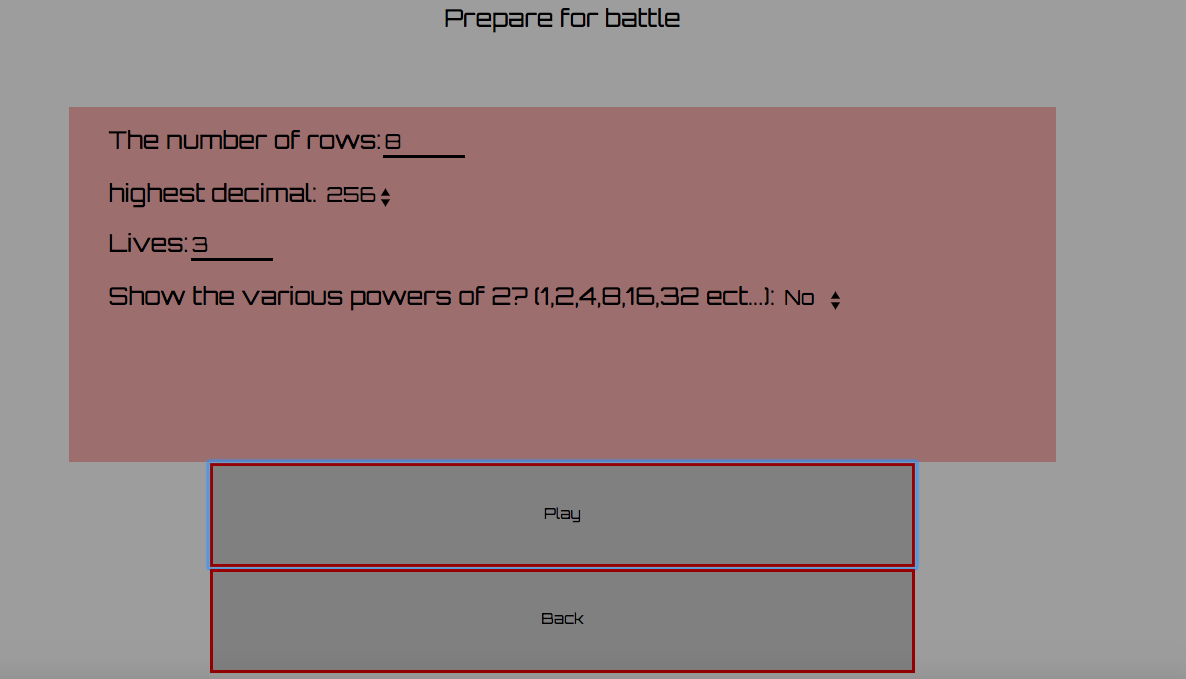 Prepare for battle
The number of rows: 8
highest decimal: 256
Lives: 3
Show the various powers of 2? (1,2,4,8,16,32 ect...): No
Play
Back